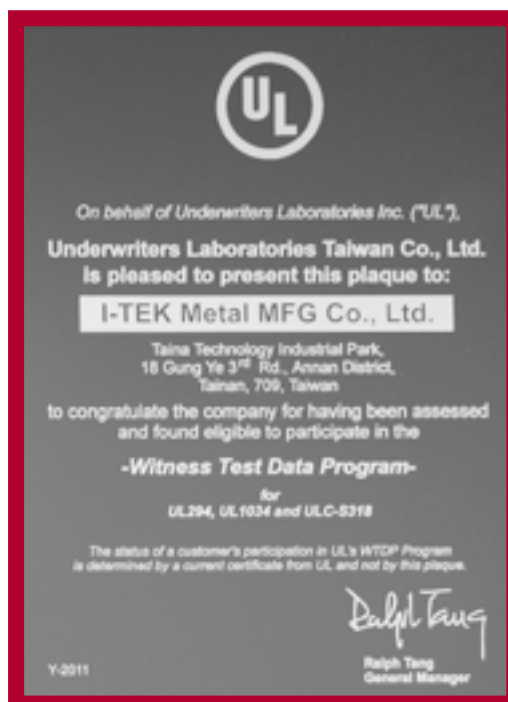 UL
On behalf of Underwriters Laboratories Inc. ("UL"),
Underwriters Laboratories Taiwan Co., Ltd.
is pleased to present this plaque to:
I-TEK Metal MFG Co., Ltd.
Taina Technology Industrial Park,
18 Gung Ye 3rd Rd., Annan District,
Tainan, 709, Taiwan
to congratulate the company for having been assessed
and found eligible to participate in the
-Witness Test Data Program-
for
UL294, UL1034 and ULC-S318
The status of a customer's participation in UL's WTDP Program
is determined by a current certificate from UL and not by this plaque.
Ralph Tang
Ralph Tang
General Manager
Y-2011